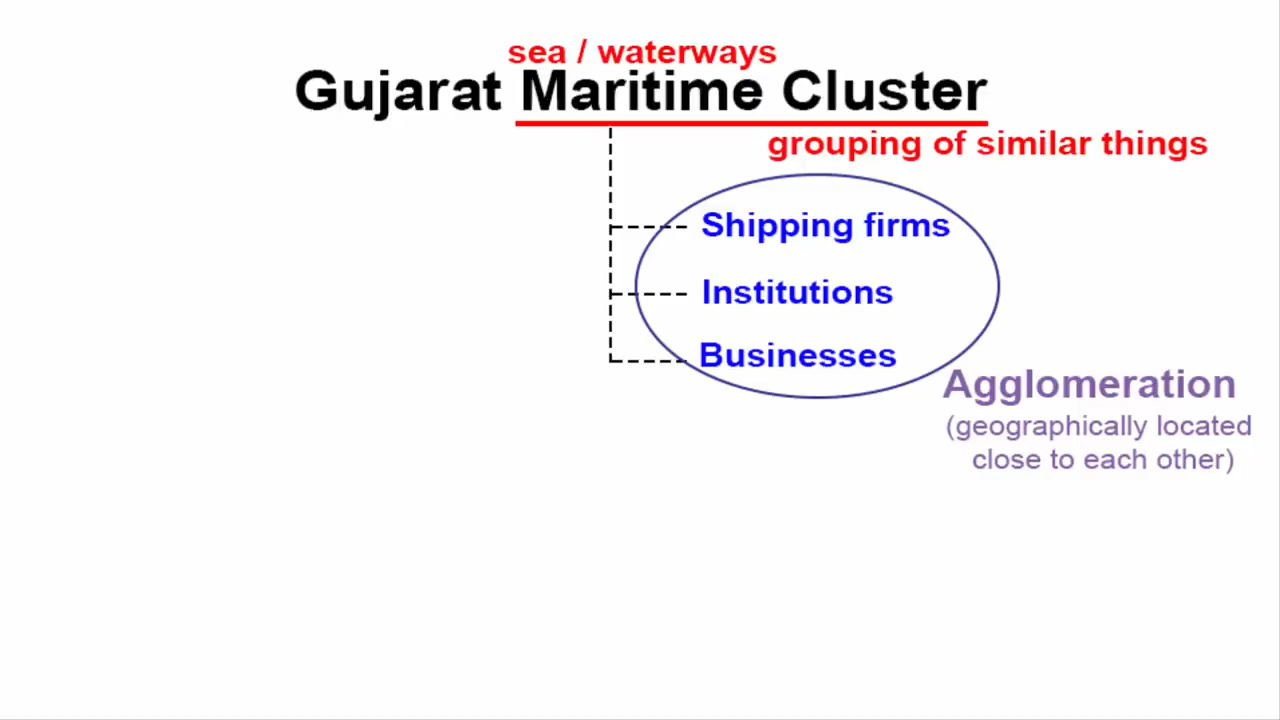 sea / waterways
Gujarat Maritime Cluster
grouping of similar things
Shipping firms
Institutions
Businesses
Agglomeration
(geographically located
close to each other)